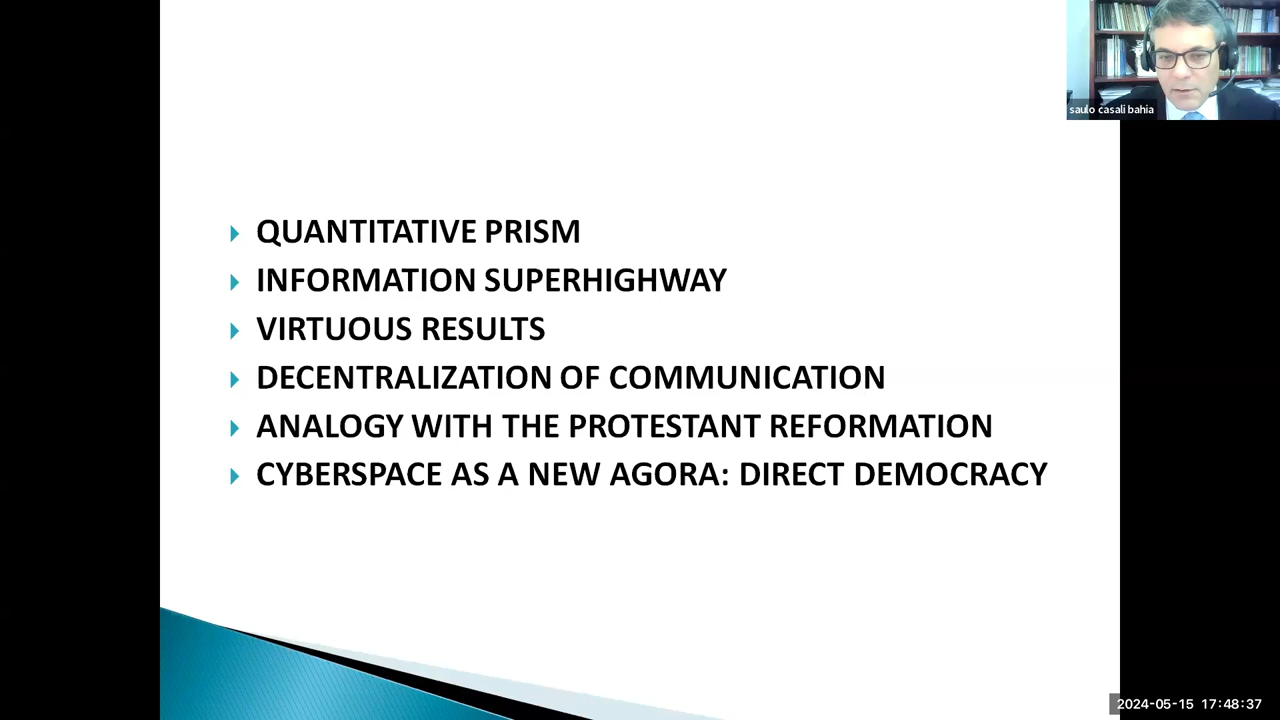 saulo casali bahia
QUANTITATIVE PRISM
INFORMATION SUPERHIGHWAY
VIRTUOUS RESULTS
DECENTRALIZATION OF COMMUNICATION
ANALOGY WITH THE PROTESTANT REFORMATION
CYBERSPACE AS A NEW AGORA: DIRECT DEMOCRACY
2024-05-15 17:48:37